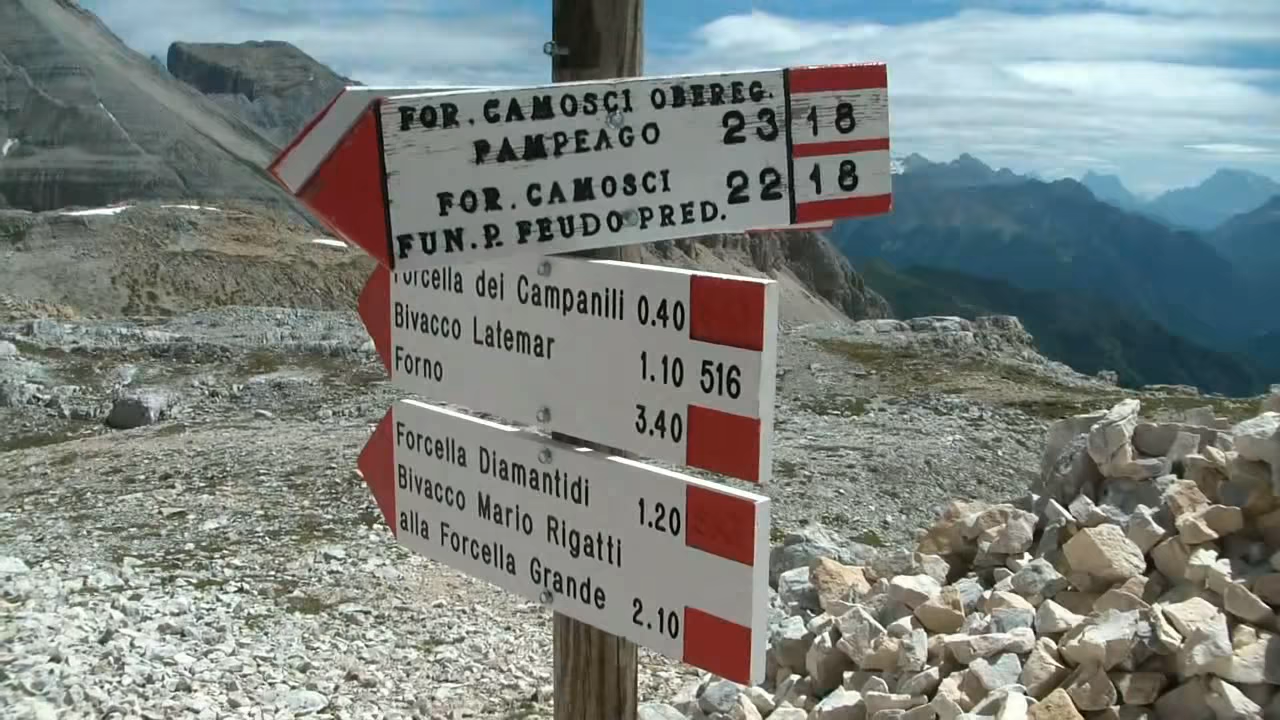 FOR. CAMOSCI OBEREG.
PAMPEAGO 23 18
FOR. CAMOSCI 22 18
FUN. P. FEUDO PRED.
Forcella dei Campanili 0.40
Bivacco Latemar 1.10 516
Forno 3.40
Forcella Diamantidi 1.20
Bivacco Mario Rigatti
alla Forcella Grande 2.10